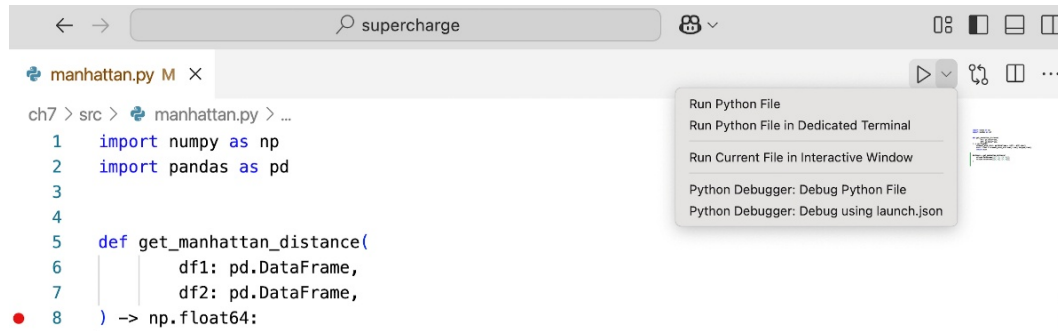 supercharge
manhattan.py M
ch7 > src > manhattan.py > ...
Run Python File
Run Python File in Dedicated Terminal
Run Current File in Interactive Window
Python Debugger: Debug Python File
Python Debugger: Debug using launch.json
1 import numpy as np
2 import pandas as pd
3
4
5 def get_manhattan_distance(
6 df1: pd.DataFrame,
7 df2: pd.DataFrame,
8 ) -> np.float64: